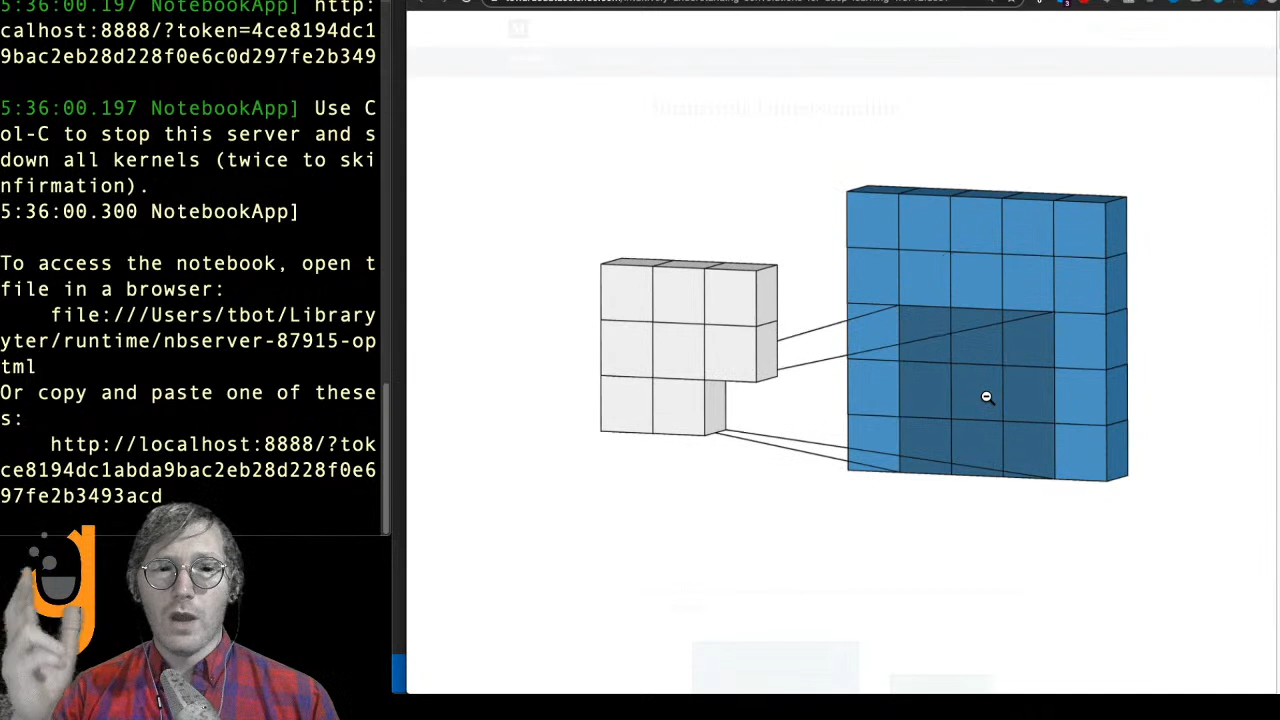 5:36:00.197 NotebookApp] http:
calhost:8888/?token=4ce8194dc1
9bac2eb28d228f0e6c0d297fe2b349
5:36:00.197 NotebookApp] Use C
ol-C to stop this server and s
down all kernels (twice to ski
nfirmation).
5:36:00.300 NotebookApp]
To access the notebook, open t
file in a browser:
file:///Users/tbot/Library
yter/runtime/nbserver-87915-op
tml
Or copy and paste one of these
s:
http://localhost:8888/?tok
ce8194dc1abda9bac2eb28d228f0e6
97fe2b3493acd